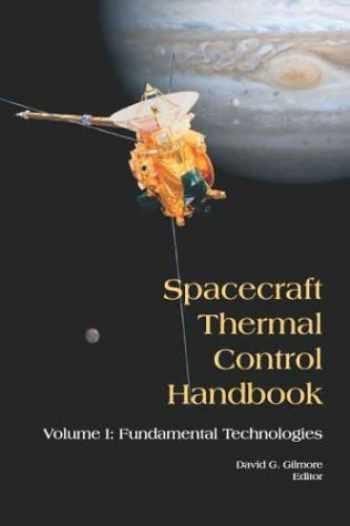 Spacecraft
Thermal
Control
Handbook
Volume I: Fundamental Technologies
David G. Gilmore
Editor